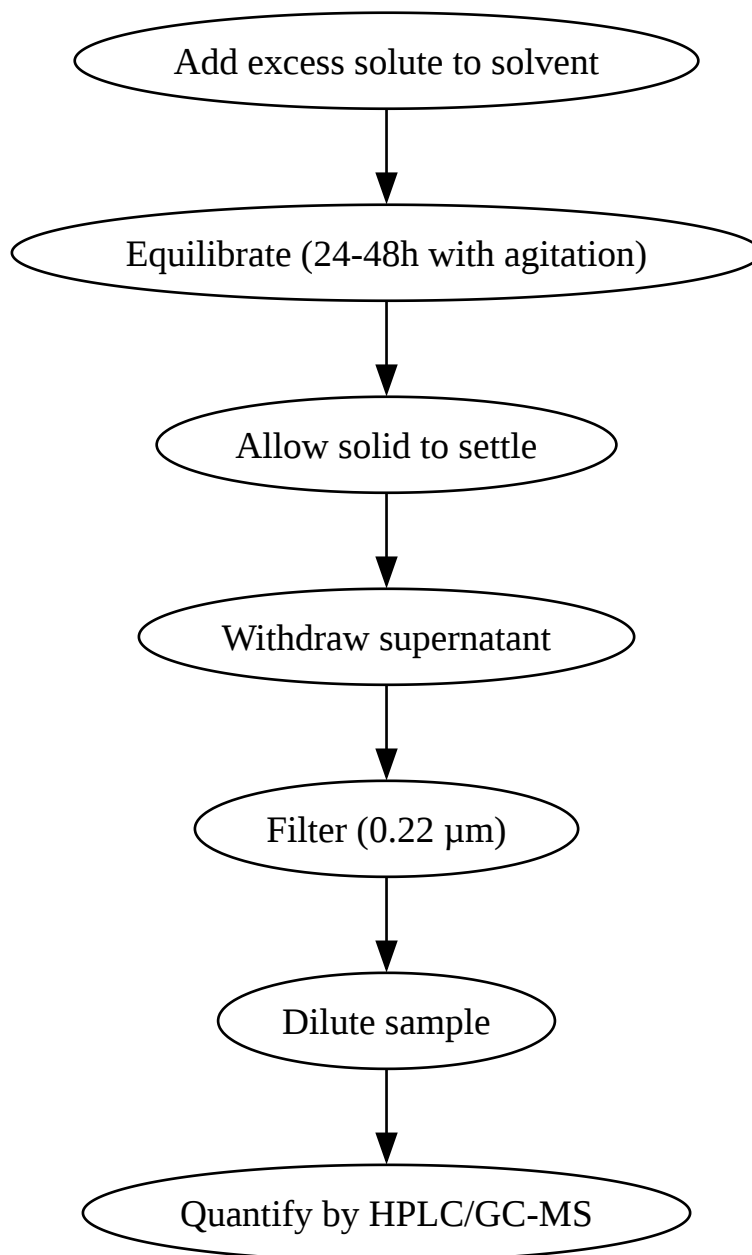 Add excess solute to solvent
Equilibrate (24-48h with agitation)
Allow solid to settle
Withdraw supernatant
Filter (0.22 µm)
Dilute sample
Quantify by HPLC/GC-MS